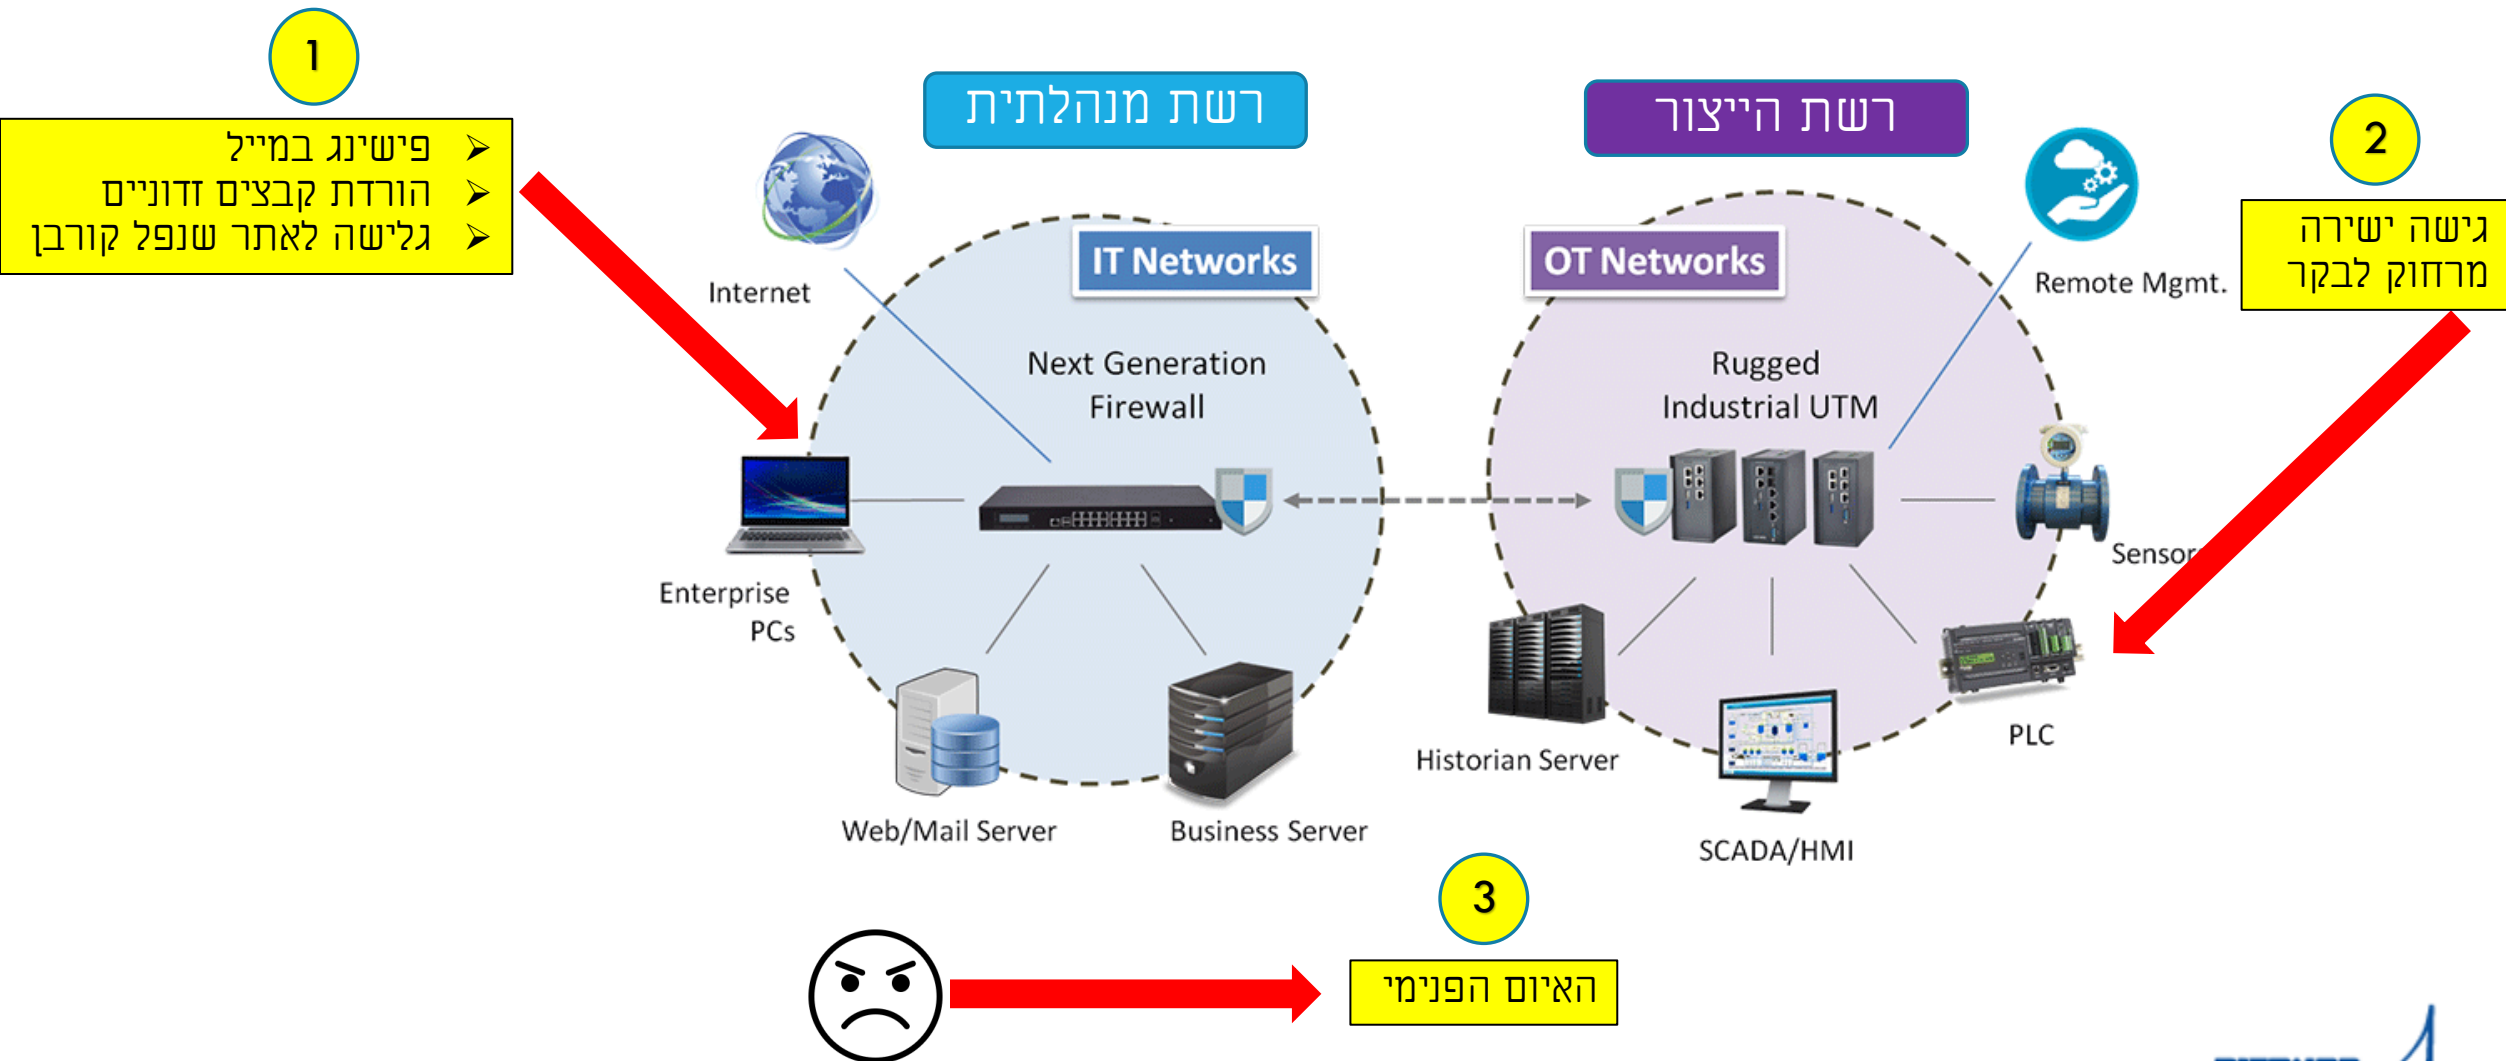 1
➢ פישינג במייל
➢ הורדת קבצים זדוניים
➢ גלישה לאתר שנפל קורבן
רשת מנהלתית
רשת הייצור
2
גישה ישירה
מרחוק לבקר
Internet
IT Networks
OT Networks
Remote Mgmt.
Next Generation
Firewall
Rugged
Industrial UTM
Enterprise
PCs
Sensors
Web/Mail Server
Business Server
Historian Server
SCADA/HMI
PLC
3
האיום הפנימי